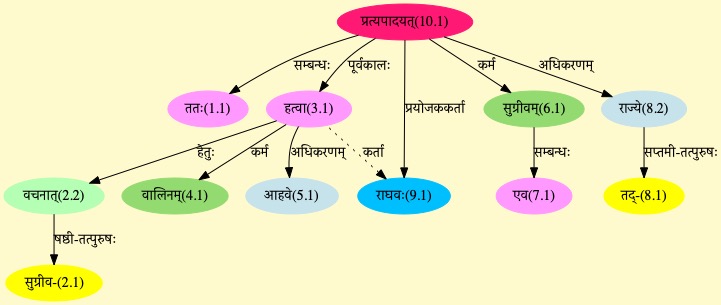 प्रत्यपादयत्(10.1)
सम्बन्धः पूर्वकालः प्रयोजककर्ता कर्म अधिकरणम्
ततः(1.1) हत्वा(3.1) सुग्रीवम्(6.1) राज्ये(8.2)
हेतुः कर्म अधिकरणम् कर्ता सम्बन्धः सप्तमी-तत्पुरुषः
वचनात्(2.2) वालिनम्(4.1) आहवे(5.1) राघवः(9.1) एव(7.1) तद्-(8.1)
षष्ठी-तत्पुरुषः
सुग्रीव-(2.1)